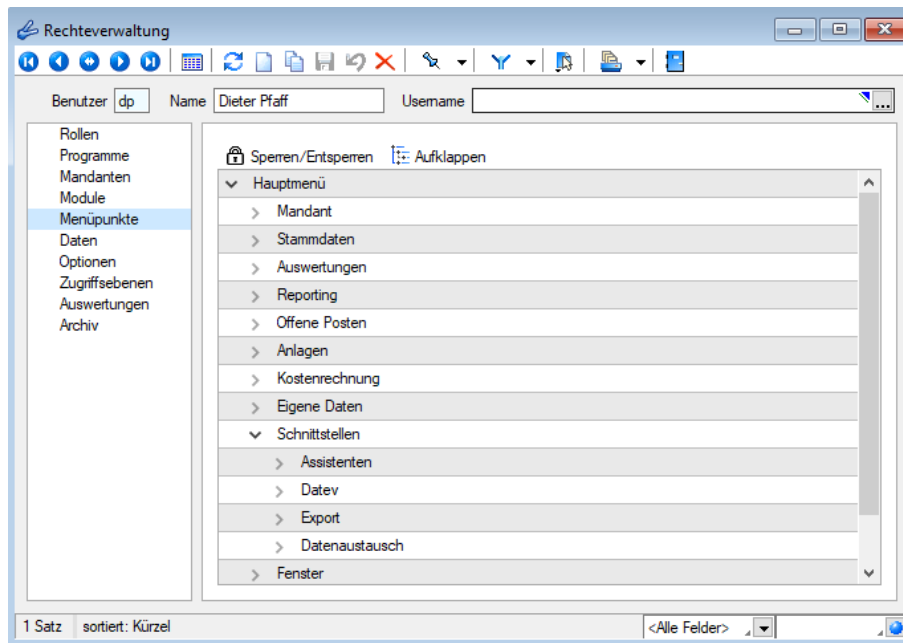 Rechteverwaltung
Benutzer dp Name Dieter Pfaff Username ...
Rollen
Programme
Mandanten
Module
Menüpunkte
Daten
Optionen
Zugriffsebenen
Auswertungen
Archiv
Sperren/Entsperren Aufklappen
Hauptmenü
Mandant
Stammdaten
Auswertungen
Reporting
Offene Posten
Anlagen
Kostenrechnung
Eigene Daten
Schnittstellen
Assistenten
Datev
Export
Datenaustausch
Fenster
1 Satz sortiert: Kürzel <Alle Felder>